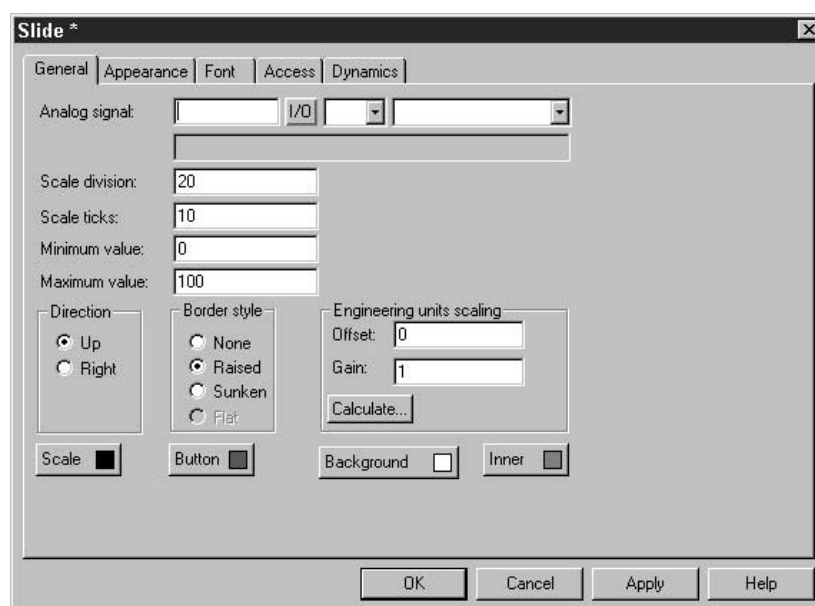 Slide *
General Appearance Font Access Dynamics
Analog signal: I/O
Scale division: 20
Scale ticks: 10
Minimum value: 0
Maximum value: 100
Direction
Up
Right
Border style
None
Raised
Sunken
Flat
Engineering units scaling
Offset: 0
Gain: 1
Calculate...
Scale Button Background Inner
OK Cancel Apply Help